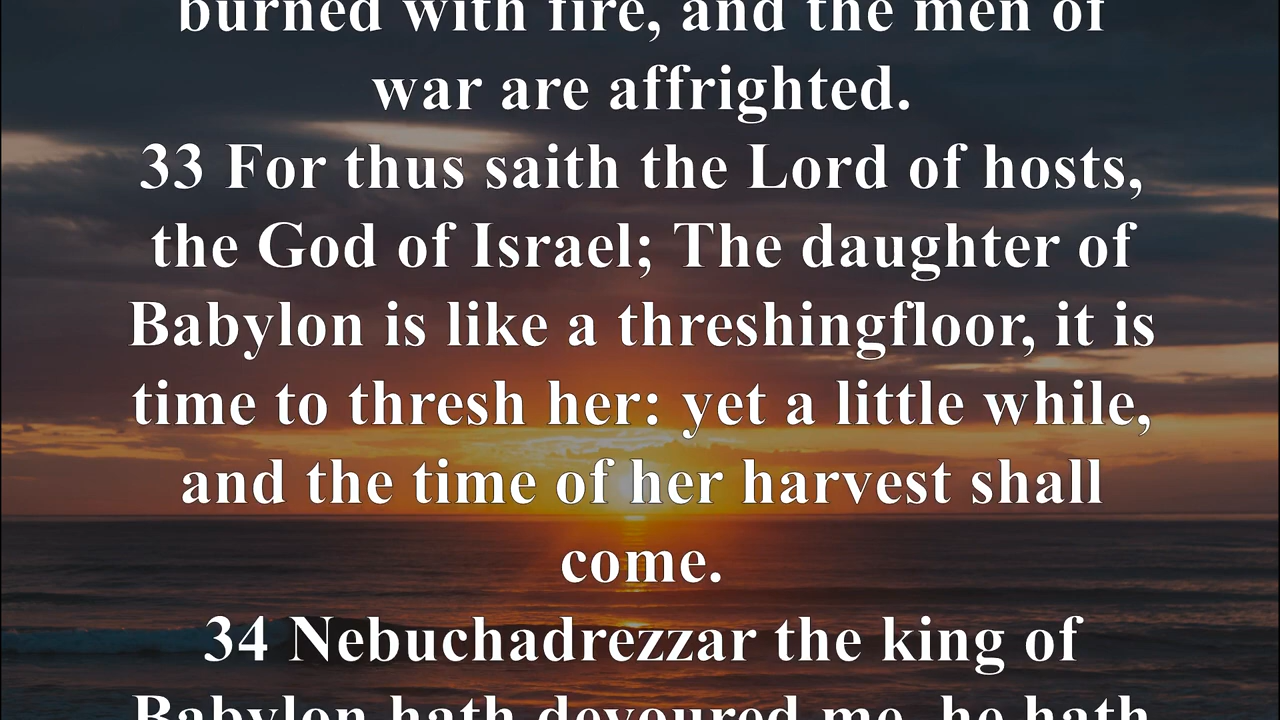 burned with fire, and the men of
war are affrighted.
33 For thus saith the Lord of hosts,
the God of Israel; The daughter of
Babylon is like a threshingfloor, it is
time to thresh her: yet a little while,
and the time of her harvest shall
come.
34 Nebuchadrezzar the king of
Babylon hath devoured me, he hath